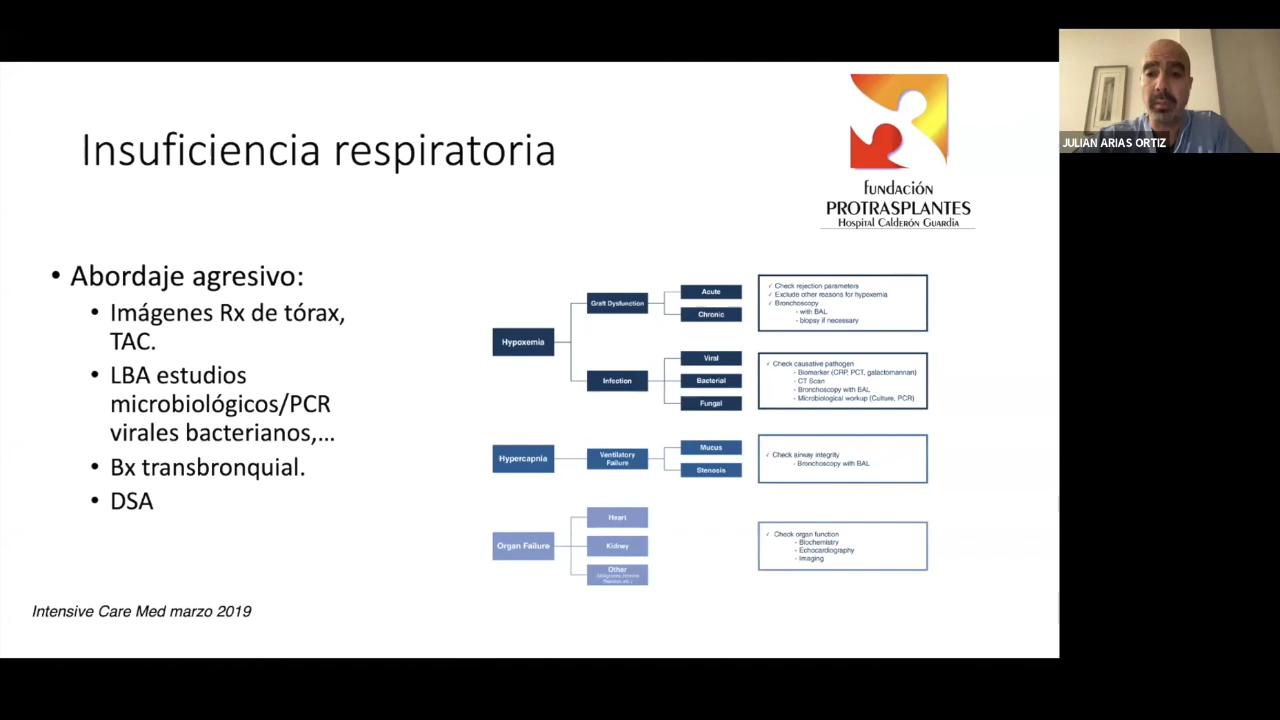 Insuficiencia respiratoria
fundación
PROTRASPLANTES
Hospital Calderón Guardia
JULIAN ARIAS ORTIZ
• Abordaje agresivo:
• Imágenes Rx de tórax,
TAC.
• LBA estudios
microbiológicos/PCR
virales bacterianos,...
• Bx transbronquial.
• DSA
Hypoxemia
Graft Dysfunction
Acute
Chronic
✓ Check rejection parameters
✓ Exclude other reasons for hypoxemia
✓ Bronchoscopy
- with BAL
- biopsy if necessary
Infection
Viral
Bacterial
Fungal
✓ Check causative pathogen
- Biomarker (CRP, PCT, galactomannan)
- CT Scan
- Bronchoscopy with BAL
- Microbiological workup (Culture, PCR)
Hypercapnia
Ventilatory
Failure
Mucus
Stenosis
✓ Check airway integrity
- Bronchoscopy with BAL
Organ Failure
Heart
Kidney
Other
✓ Check organ function
- Biochemistry
- Echocardiography
- Imaging
Intensive Care Med marzo 2019